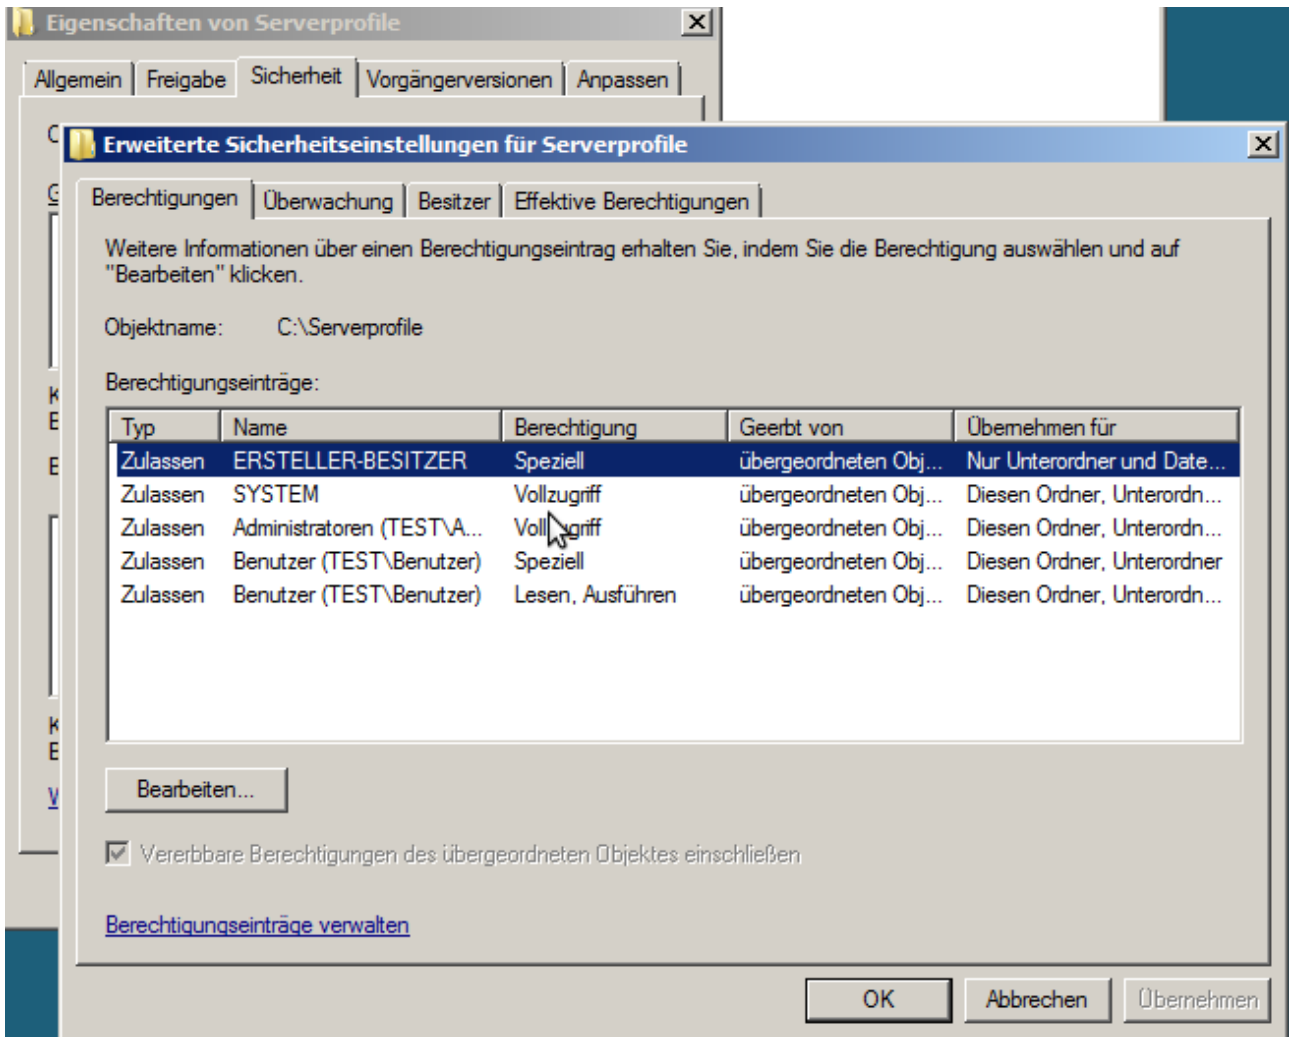 Eigenschaften von Serverprofile
Allgemein Freigabe Sicherheit Vorgängerversionen Anpassen
Erweiterte Sicherheitseinstellungen für Serverprofile
Berechtigungen Überwachung Besitzer Effektive Berechtigungen
Weitere Informationen über einen Berechtigungseintrag erhalten Sie, indem Sie die Berechtigung auswählen und auf
"Bearbeiten" klicken.
Objektname: C:\Serverprofile
Berechtigungseinträge:
Typ Name Berechtigung Geerbt von Übernehmen für
Zulassen ERSTELLER-BESITZER Speziell übergeordneten Obj... Nur Unterordner und Date...
Zulassen SYSTEM Vollzugriff übergeordneten Obj... Diesen Ordner, Unterordn...
Zulassen Administratoren (TEST\A... Vollzugriff übergeordneten Obj... Diesen Ordner, Unterordn...
Zulassen Benutzer (TEST\Benutzer) Speziell übergeordneten Obj... Diesen Ordner, Unterordner
Zulassen Benutzer (TEST\Benutzer) Lesen, Ausführen übergeordneten Obj... Diesen Ordner, Unterordn...
Bearbeiten...
Vererbbare Berechtigungen des übergeordneten Objektes einschließen
Berechtigungseinträge verwalten
OK Abbrechen Übernehmen